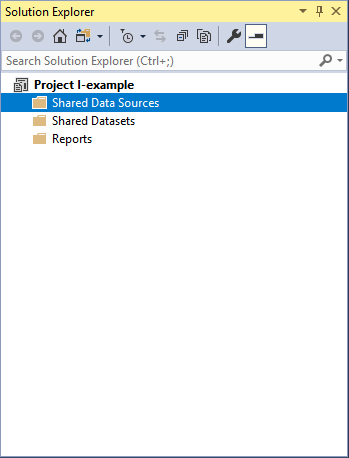 Solution Explorer
Search Solution Explorer (Ctrl+;)
Project I-example
Shared Data Sources
Shared Datasets
Reports